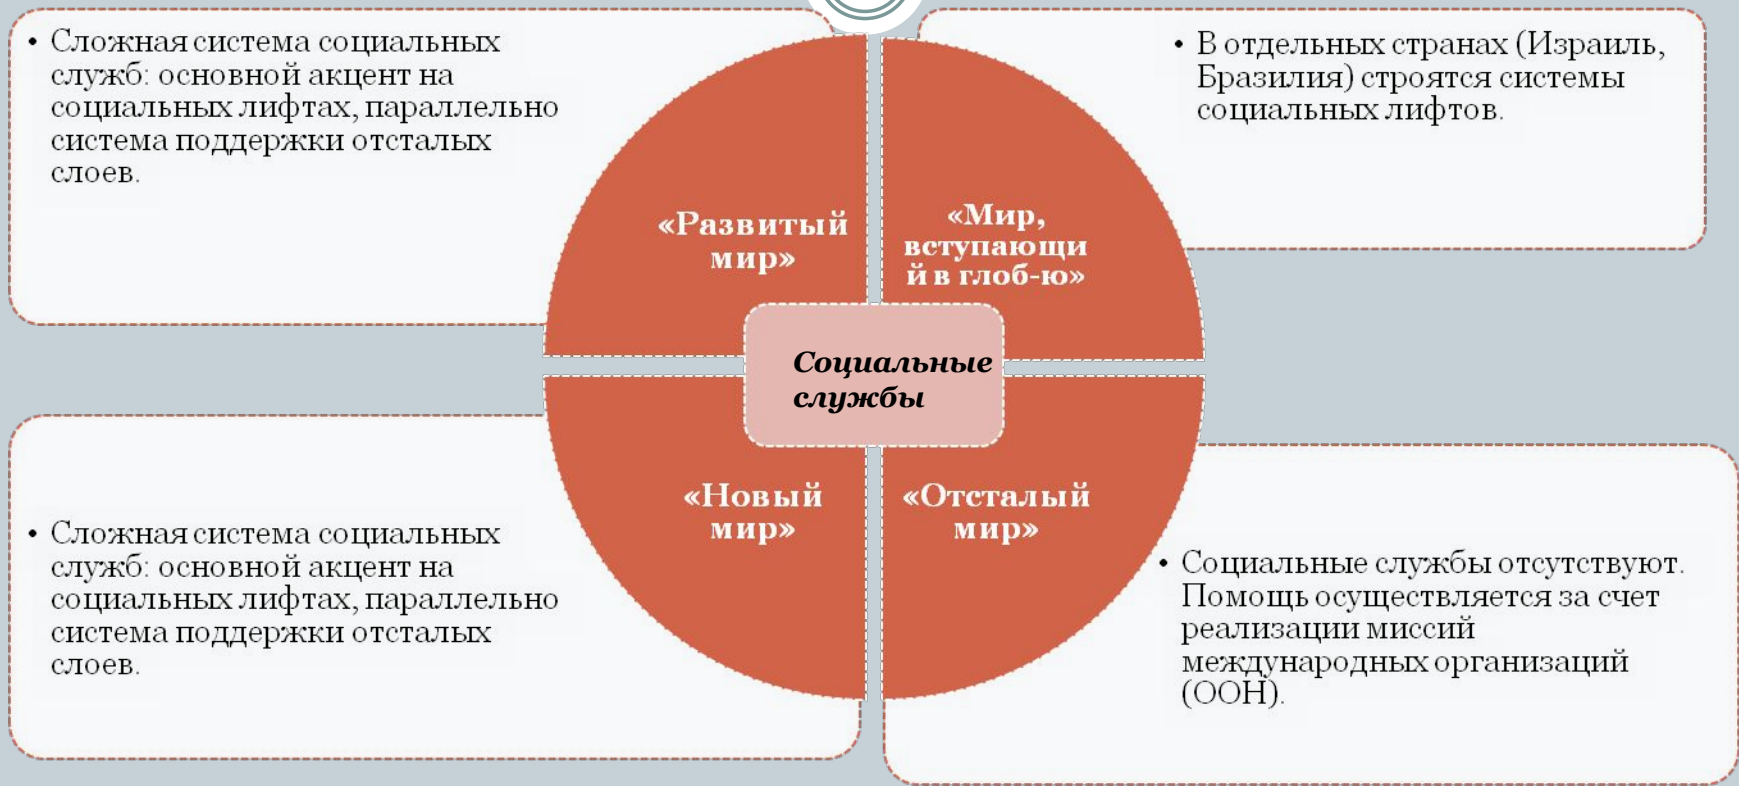 • Сложная система социальных
служб: основной акцент на
социальных лифтах, параллельно
система поддержки отсталых
слоев.
• В отдельных странах (Израиль,
Бразилия) строятся системы
социальных лифтов.
«Развитый
мир»
«Мир,
вступающи
й в глоб-ю»
Социальные
службы
«Новый
мир»
«Отсталый
мир»
• Сложная система социальных
служб: основной акцент на
социальных лифтах, параллельно
система поддержки отсталых
слоев.
• Социальные службы отсутствуют.
Помощь осуществляется за счет
реализации миссий
международных организаций
(ООН).